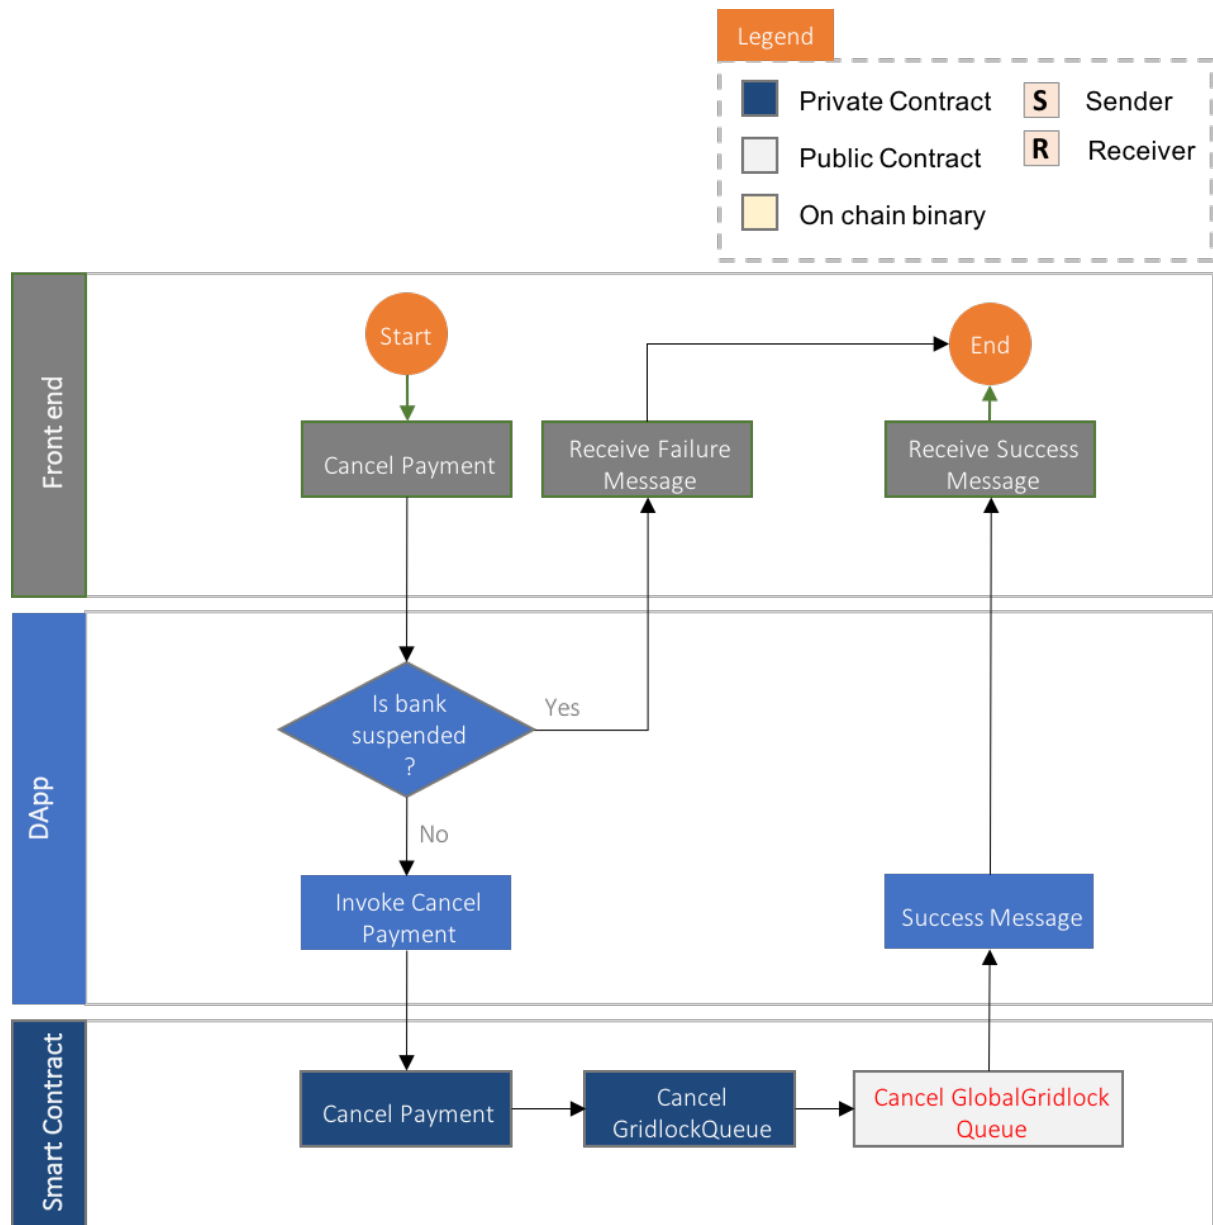 Legend
Private Contract
S
Sender
Public Contract
R
Receiver
On chain binary
Front end
Start
End
Cancel Payment
Receive Failure
Message
Receive Success
Message
DApp
Is bank
suspended
?
Yes
No
Invoke Cancel
Payment
Success Message
Smart Contract
Cancel Payment
Cancel
GridlockQueue
Cancel GlobalGridlock
Queue